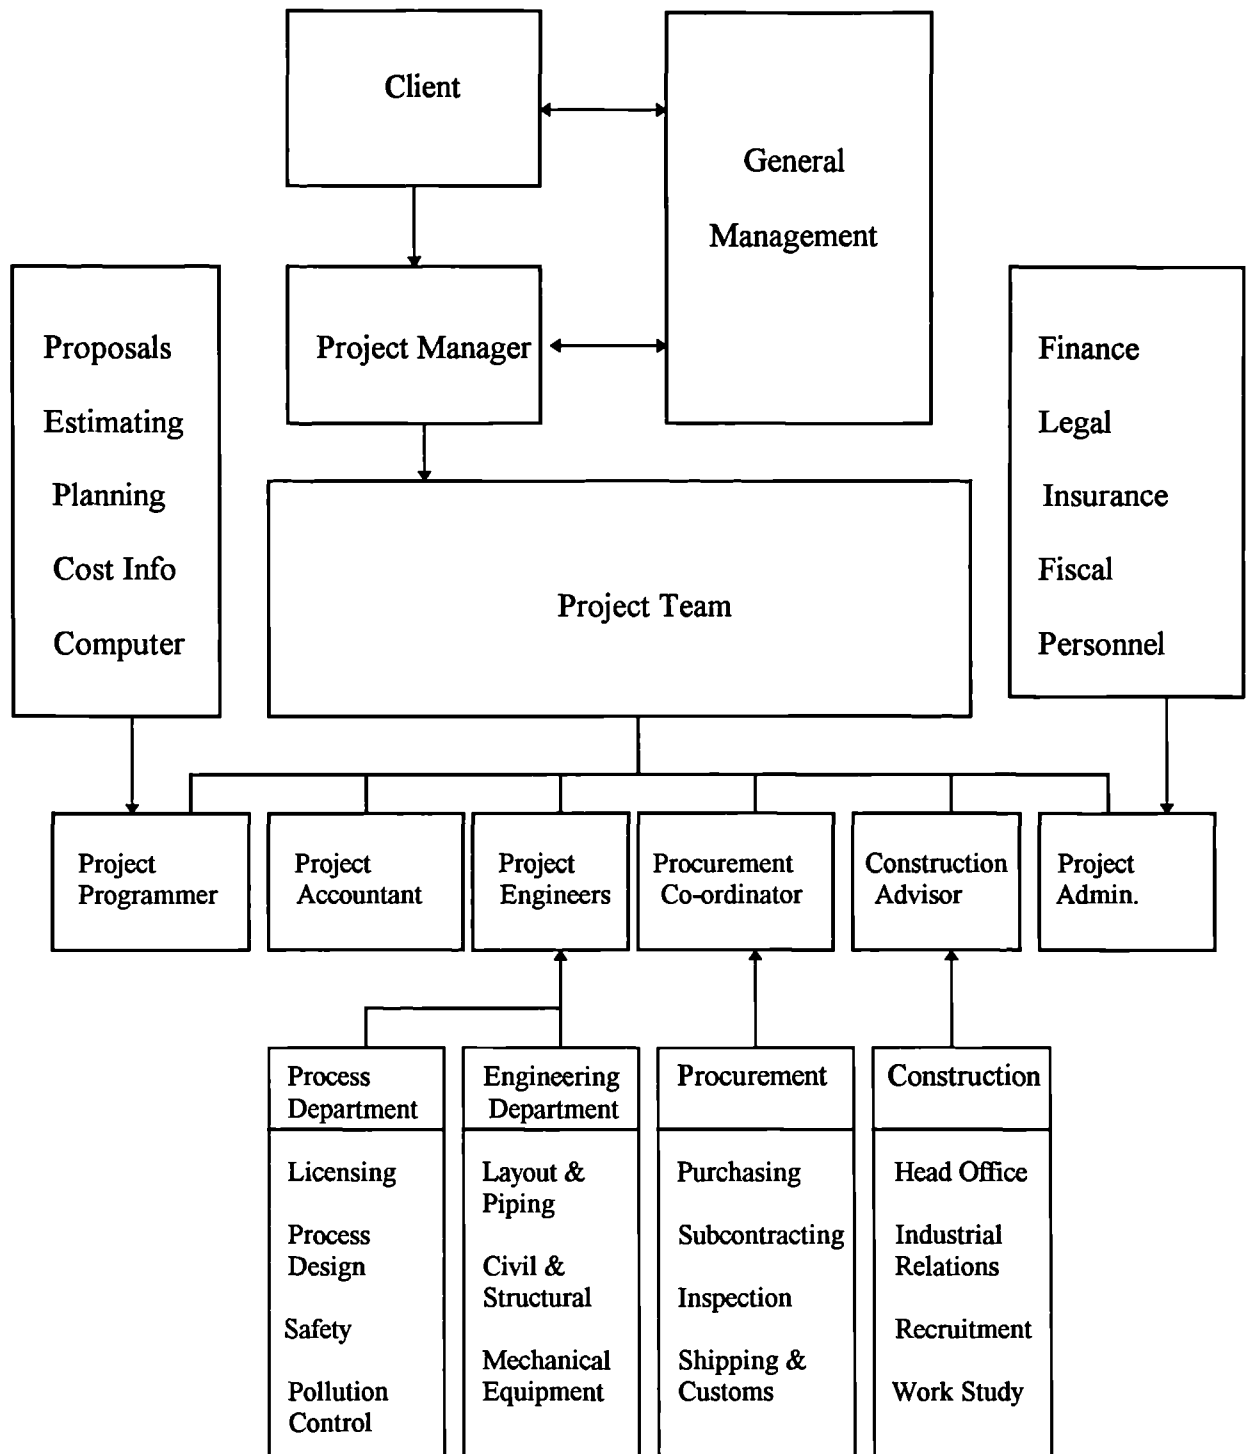 Client
General
Management
Project Manager
Proposals
Estimating
Planning
Cost Info
Computer
Finance
Legal
Insurance
Fiscal
Personnel
Project Team
Project
Programmer
Project
Accountant
Project
Engineers
Procurement
Co-ordinator
Construction
Advisor
Project
Admin.
Process
Department
Licensing
Process
Design
Safety
Pollution
Control
Engineering
Department
Layout &
Piping
Civil &
Structural
Mechanical
Equipment
Procurement
Purchasing
Subcontracting
Inspection
Shipping &
Customs
Construction
Head Office
Industrial
Relations
Recruitment
Work Study